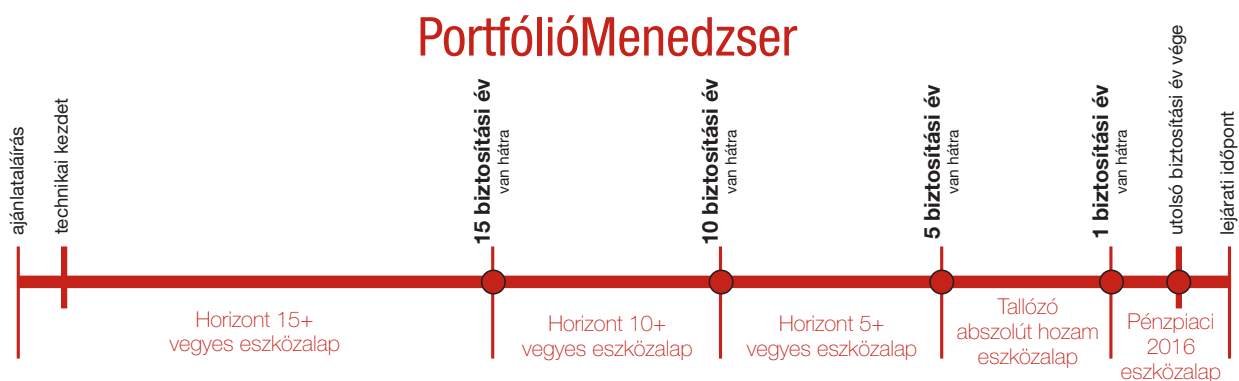 PortfólióMenedzser
ajánlataláírás
technikai kezdet
15 biztosítási év
van hátra
10 biztosítási év
van hátra
5 biztosítási év
van hátra
1 biztosítási év
van hátra
utolsó biztosítási év vége
lejárati időpont
Horizont 15+
vegyes eszközalap
Horizont 10+
vegyes eszközalap
Horizont 5+
vegyes eszközalap
Tallózó
abszolút hozam
eszközalap
Pénzpiaci
2016
eszközalap